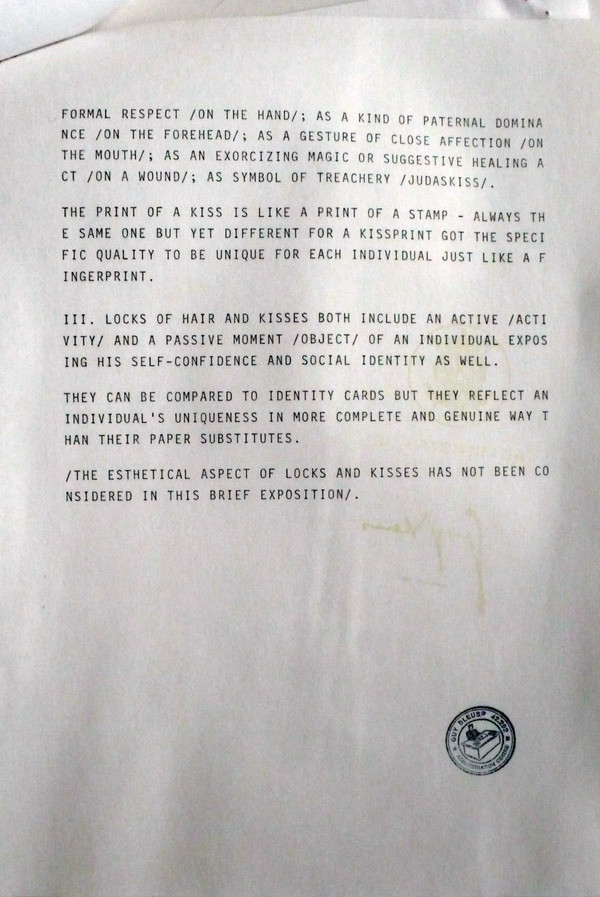 FORMAL RESPECT /ON THE HAND/; AS A KIND OF PATERNAL DOMINA
NCE /ON THE FOREHEAD/; AS A GESTURE OF CLOSE AFFECTION /ON
THE MOUTH/; AS AN EXORCIZING MAGIC OR SUGGESTIVE HEALING A
CT /ON A WOUND/; AS SYMBOL OF TREACHERY /JUDASKISS/.
THE PRINT OF A KISS IS LIKE A PRINT OF A STAMP - ALWAYS TH
E SAME ONE BUT YET DIFFERENT FOR A KISSPRINT GOT THE SPECI
FIC QUALITY TO BE UNIQUE FOR EACH INDIVIDUAL JUST LIKE A F
INGERPRINT.
III. LOCKS OF HAIR AND KISSES BOTH INCLUDE AN ACTIVE /ACTI
VITY/ AND A PASSIVE MOMENT /OBJECT/ OF AN INDIVIDUAL EXPOS
ING HIS SELF-CONFIDENCE AND SOCIAL IDENTITY AS WELL.
THEY CAN BE COMPARED TO IDENTITY CARDS BUT THEY REFLECT AN
INDIVIDUAL'S UNIQUENESS IN MORE COMPLETE AND GENUINE WAY T
HAN THEIR PAPER SUBSTITUTES.
/THE ESTHETICAL ASPECT OF LOCKS AND KISSES HAS NOT BEEN CO
NSIDERED IN THIS BRIEF EXPOSITION/.
GUY BLEUS 42.292
ADMINISTRATION CENTRE